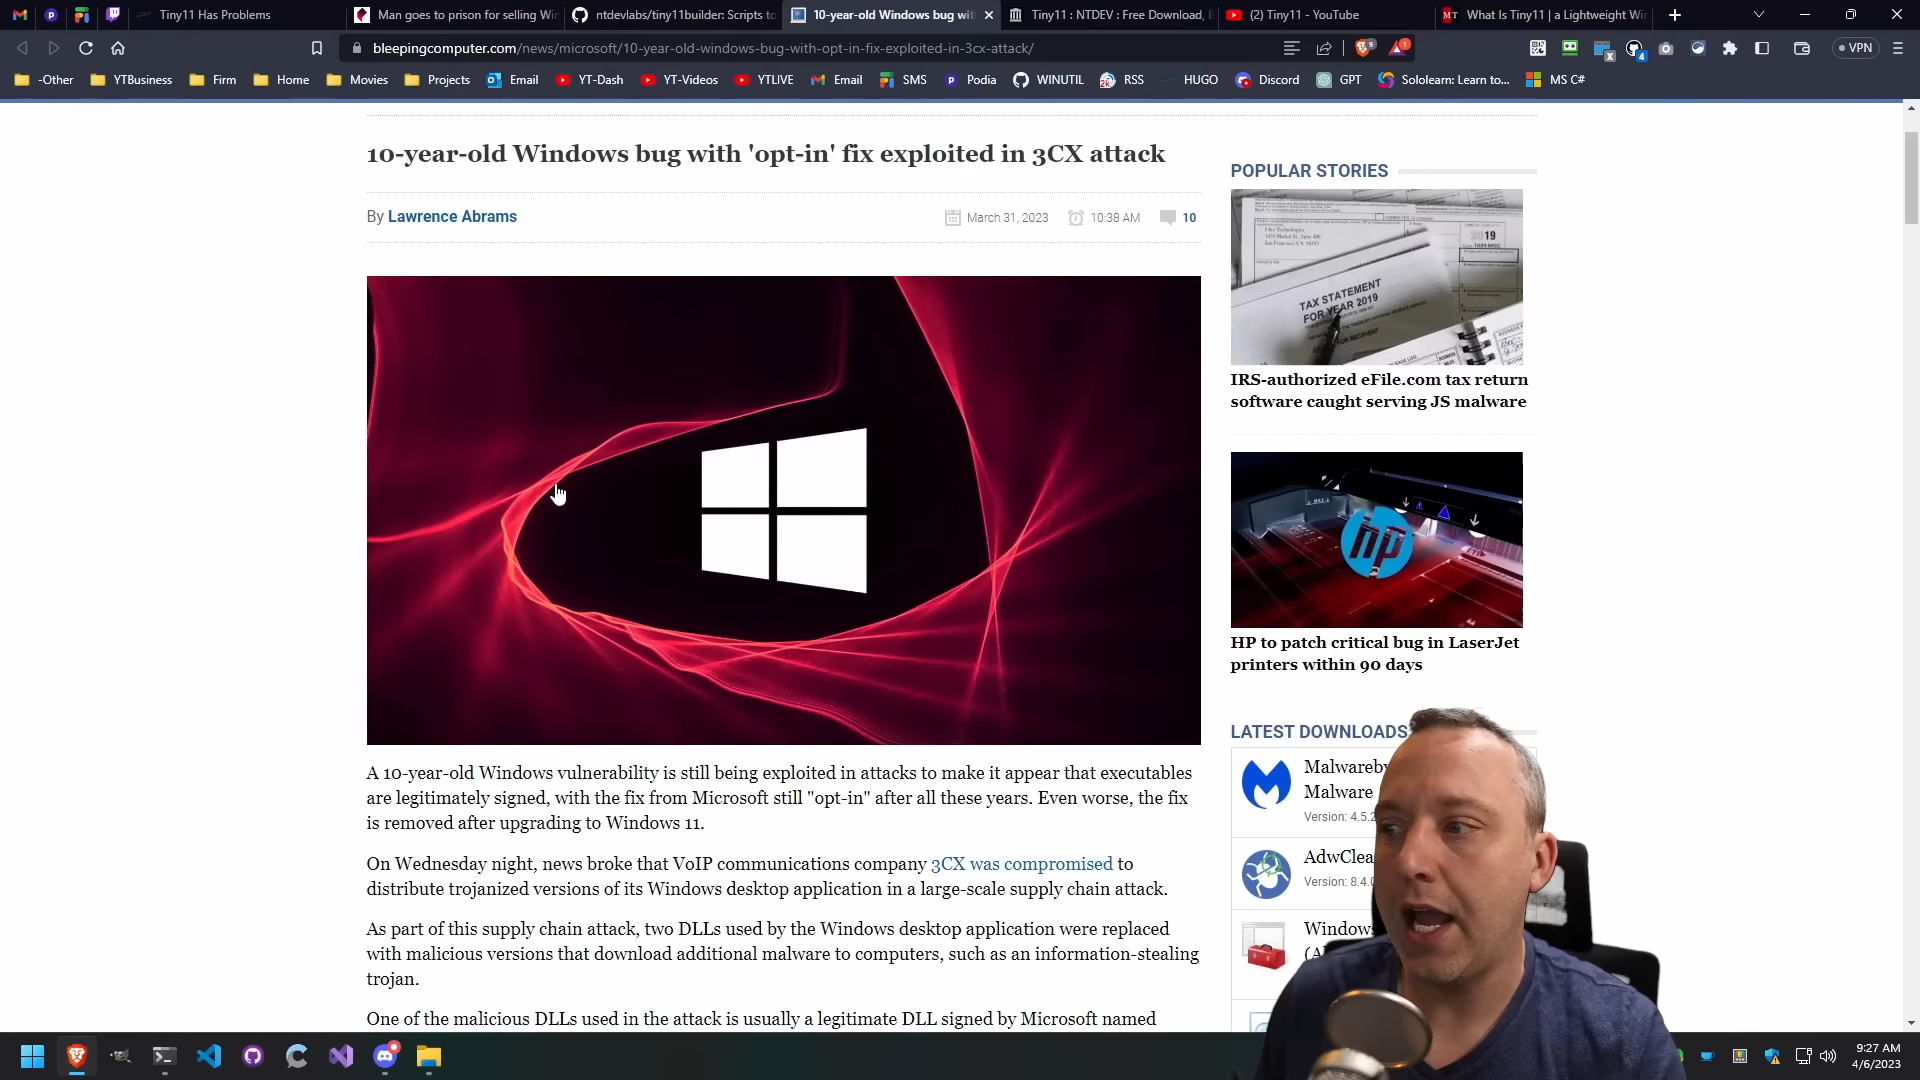 Tiny11 Has Problems
Man goes to prison for selling Win
ntdevlabs/tiny11builder: Scripts to
10-year-old Windows bug wit
Tiny11 : NTDEV : Free Download,
(2) Tiny11 - YouTube
What Is Tiny11 | a Lightweight Wi
bleepingcomputer.com/news/microsoft/10-year-old-windows-bug-with-opt-in-fix-exploited-in-3cx-attack/
VPN
-Other
YTBusiness
Firm
Home
Movies
Projects
Email
YT-Dash
YT-Videos
YTLIVE
Email
SMS
Podia
WINUTIL
RSS
HUGO
Discord
GPT
Sololearn: Learn to...
MS C#
10-year-old Windows bug with 'opt-in' fix exploited in 3CX attack
By Lawrence Abrams
March 31, 2023
10:38 AM
10
A 10-year-old Windows vulnerability is still being exploited in attacks to make it appear that executables
are legitimately signed, with the fix from Microsoft still "opt-in" after all these years. Even worse, the fix
is removed after upgrading to Windows 11.
On Wednesday night, news broke that VoIP communications company 3CX was compromised to
distribute trojanized versions of its Windows desktop application in a large-scale supply chain attack.
As part of this supply chain attack, two DLLs used by the Windows desktop application were replaced
with malicious versions that download additional malware to computers, such as an information-stealing
trojan.
One of the malicious DLLs used in the attack is usually a legitimate DLL signed by Microsoft named
POPULAR STORIES
2019
TAX STATEMENT
FOR YEAR 2019
IRS-authorized eFile.com tax return
software caught serving JS malware
hp
HP to patch critical bug in LaserJet
printers within 90 days
LATEST DOWNLOADS
Malwareby
Malware
Version: 4.5.2
AdwClea
Version: 8.4.0
Windows
(A
9:27 AM
4/6/2023